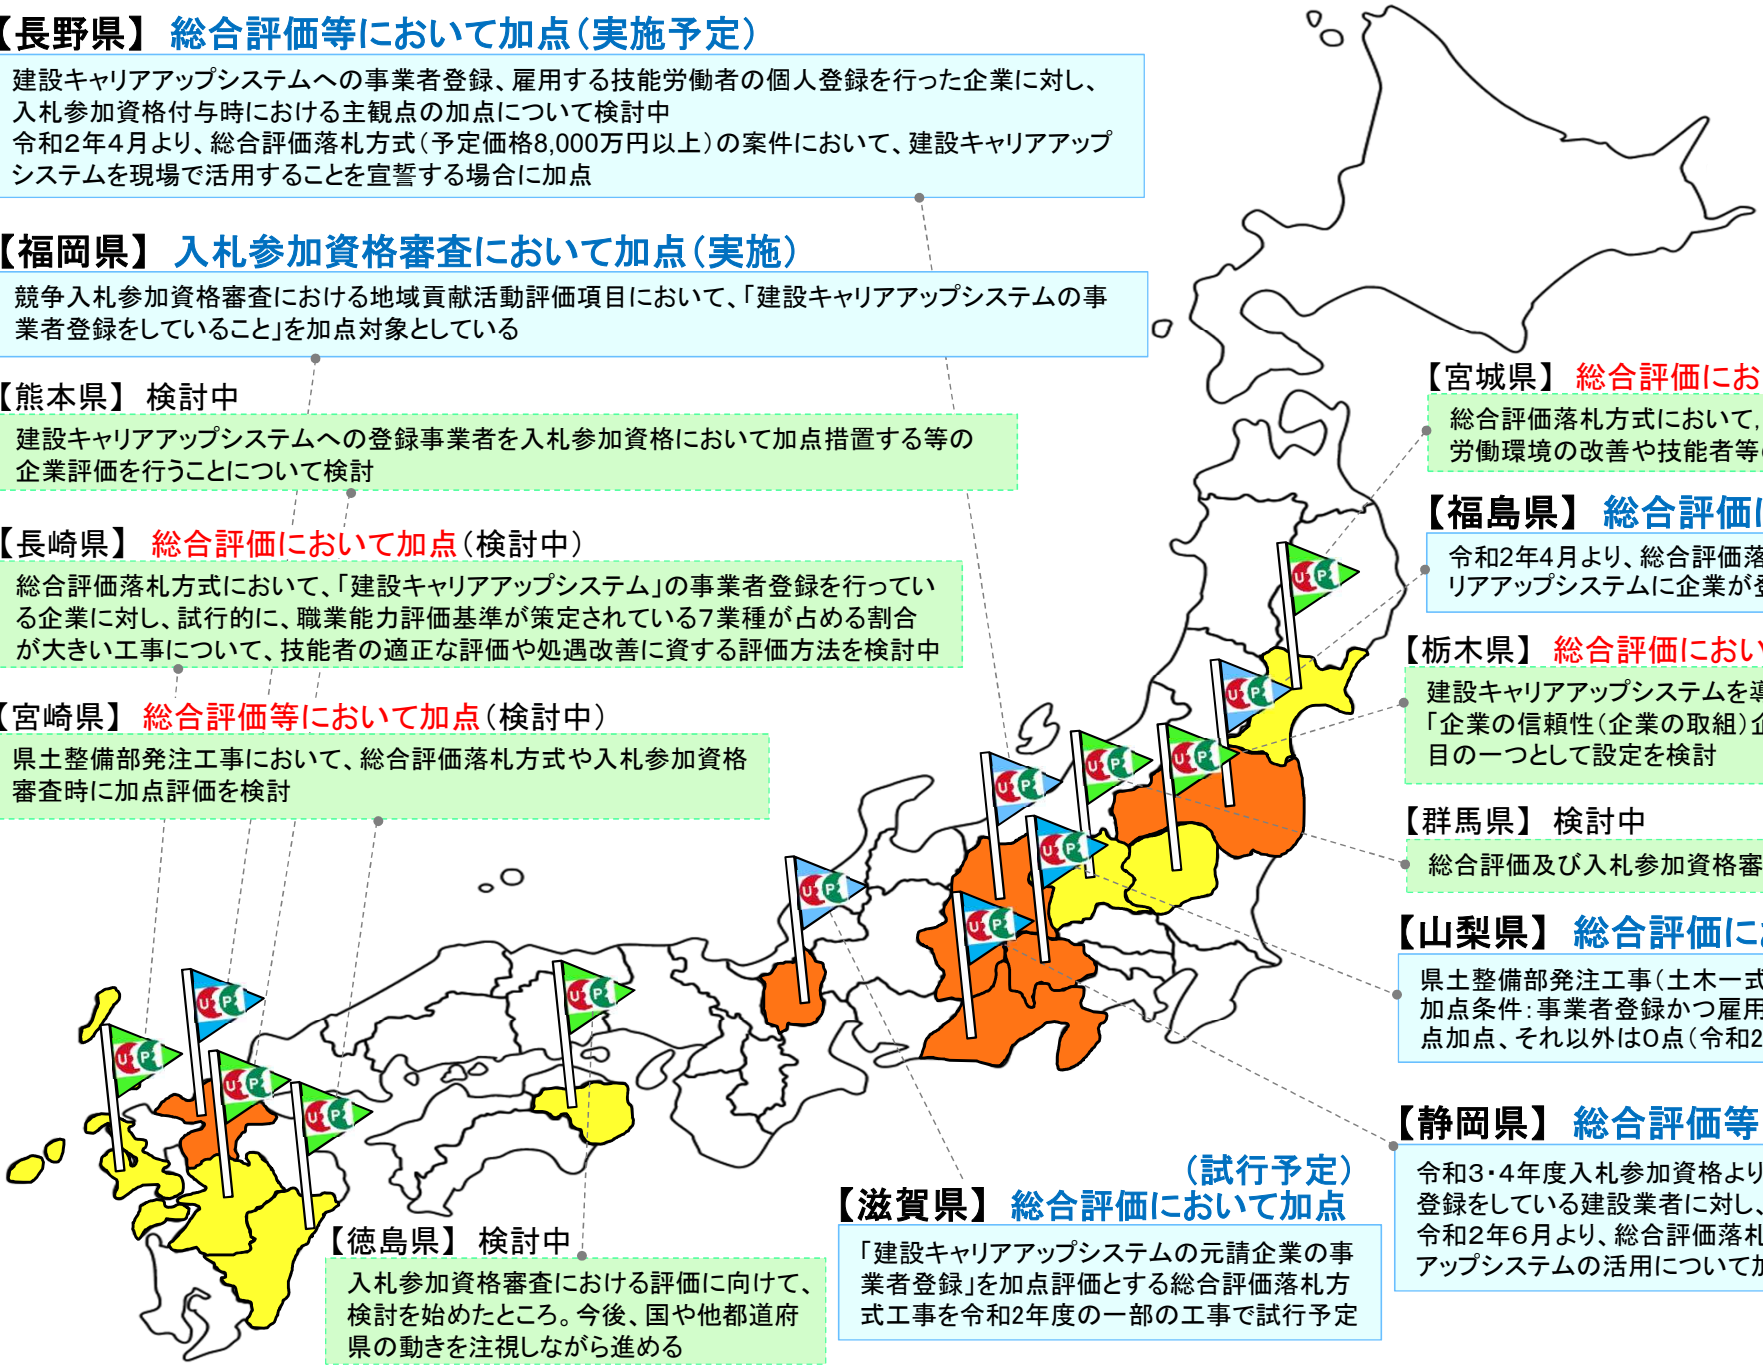 【長野県】 総合評価等において加点(実施予定)
建設キャリアアップシステムへの事業者登録、雇用する技能労働者の個人登録を行った企業に対し、
入札参加資格付与時における主観点の加点について検討中
令和2年4月より、総合評価落札方式(予定価格8,000万円以上)の案件において、建設キャリアアップ
システムを現場で活用することを宣誓する場合に加点
【福岡県】 入札参加資格審査において加点(実施)
競争入札参加資格審査における地域貢献活動評価項目において、「建設キャリアアップシステムの事
業者登録をしていること」を加点対象としている
【熊本県】 検討中
建設キャリアアップシステムへの登録事業者を入札参加資格において加点措置する等の
企業評価を行うことについて検討
【長崎県】 総合評価において加点(検討中)
総合評価落札方式において、「建設キャリアアップシステム」の事業者登録を行ってい
る企業に対し、試行的に、職業能力評価基準が策定されている7業種が占める割合
が大きい工事について、技能者の適正な評価や処遇改善に資する評価方法を検討中
【宮崎県】 総合評価等において加点(検討中)
県土整備部発注工事において、総合評価落札方式や入札参加資格
審査時に加点評価を検討
【徳島県】 検討中
入札参加資格審査における評価に向けて、
検討を始めたところ。今後、国や他都道府
県の動きを注視しながら進める
(試行予定)
【滋賀県】 総合評価において加点
「建設キャリアアップシステムの元請企業の事
業者登録」を加点評価とする総合評価落札方
式工事を令和2年度の一部の工事で試行予定
【宮城県】 総合評価にお
総合評価落札方式において,
労働環境の改善や技能者等
【福島県】 総合評価
令和2年4月より、総合評価落
リアアップシステムに企業が登
【栃木県】 総合評価におい
建設キャリアアップシステムを導
「企業の信頼性(企業の取組)企
目の一つとして設定を検討
【群馬県】 検討中
総合評価及び入札参加資格審
【山梨県】 総合評価にお
県土整備部発注工事(土木一式
加点条件:事業者登録かつ雇用
点加点、それ以外は0点(令和2
【静岡県】 総合評価等
令和3・4年度入札参加資格より
登録をしている建設業者に対し、
令和2年6月より、総合評価落札
アップシステムの活用について加